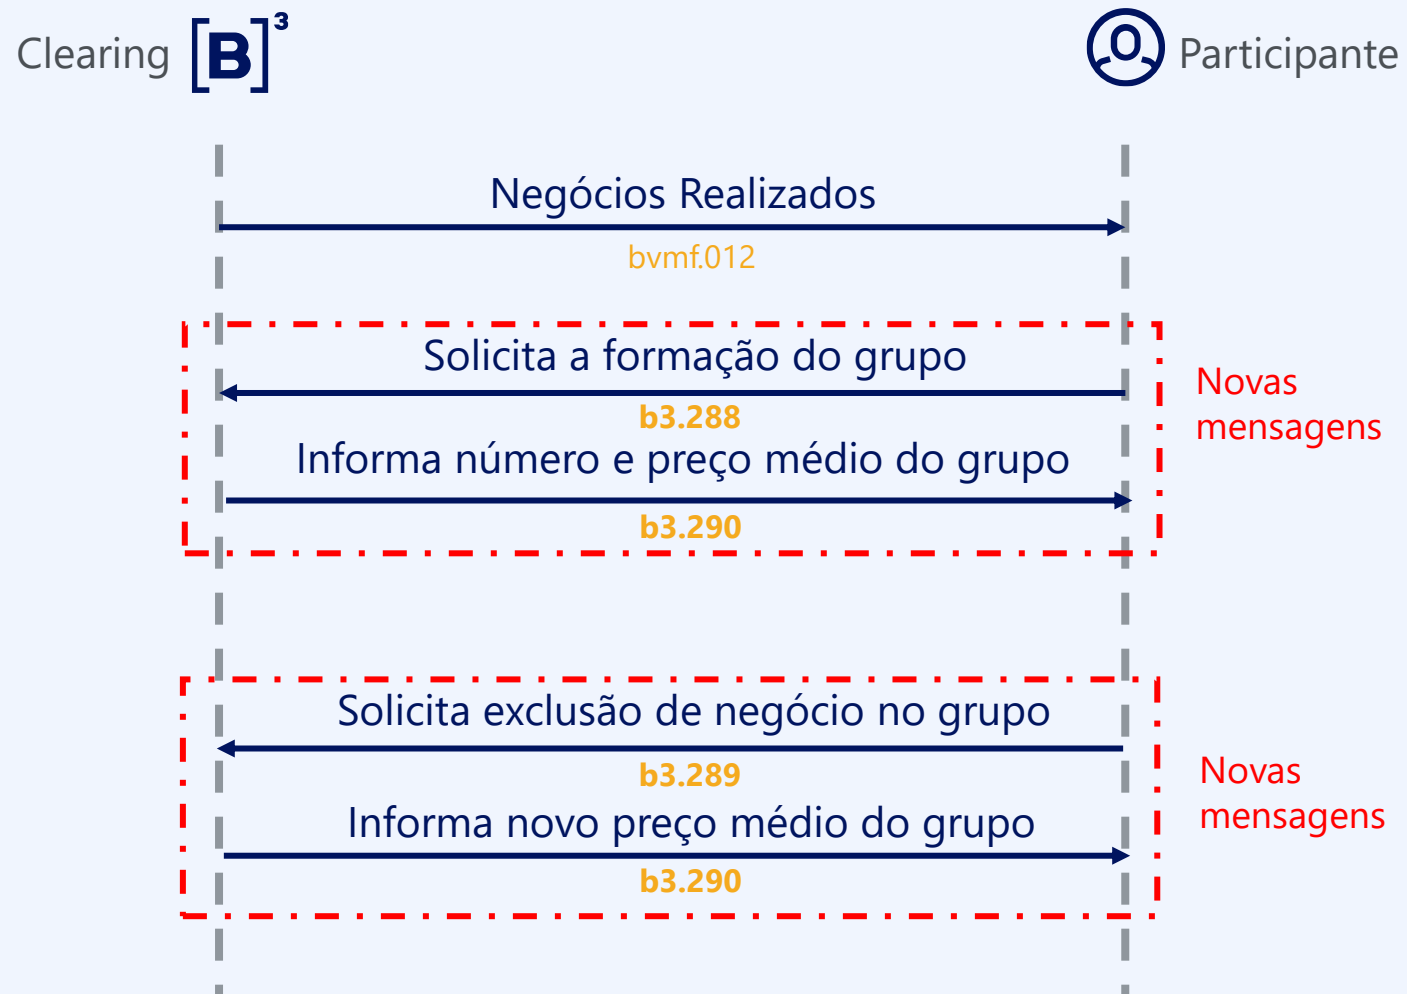 Clearing [B]³
Participante
Negócios Realizados
bvmf.012
Solicita a formação do grupo
b3.288
Informa número e preço médio do grupo
b3.290
Novas
mensagens
Solicita exclusão de negócio no grupo
b3.289
Informa novo preço médio do grupo
b3.290
Novas
mensagens